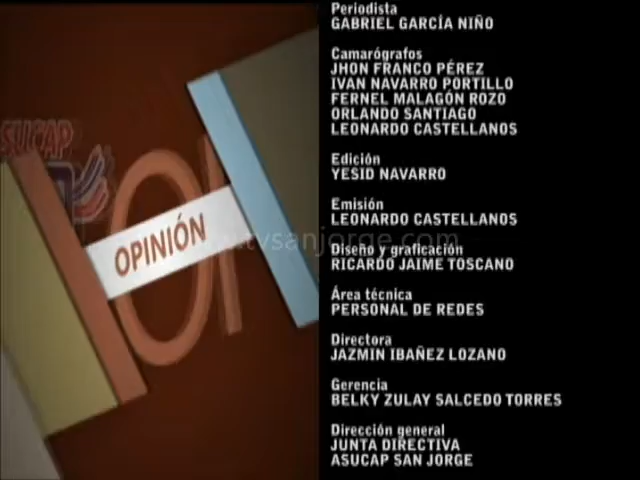 SUCAP
OPINIÓN
Periodista
GABRIEL GARCÍA NIÑO
Camarógrafos
JHON FRANCO PÉREZ
IVAN NAVARRO PORTILLO
FERNEL MALAGÓN ROZO
ORLANDO SANTIAGO
LEONARDO CASTELLANOS
Edición
YESID NAVARRO
Emisión
LEONARDO CASTELLANOS
Diseño y graficación
RICARDO JAIME TOSCANO
Área técnica
PERSONAL DE REDES
Directora
JAZMIN IBAÑEZ LOZANO
Gerencia
BELKY ZULAY SALCEDO TORRES
Dirección general
JUNTA DIRECTIVA
ASUCAP SAN JORGE